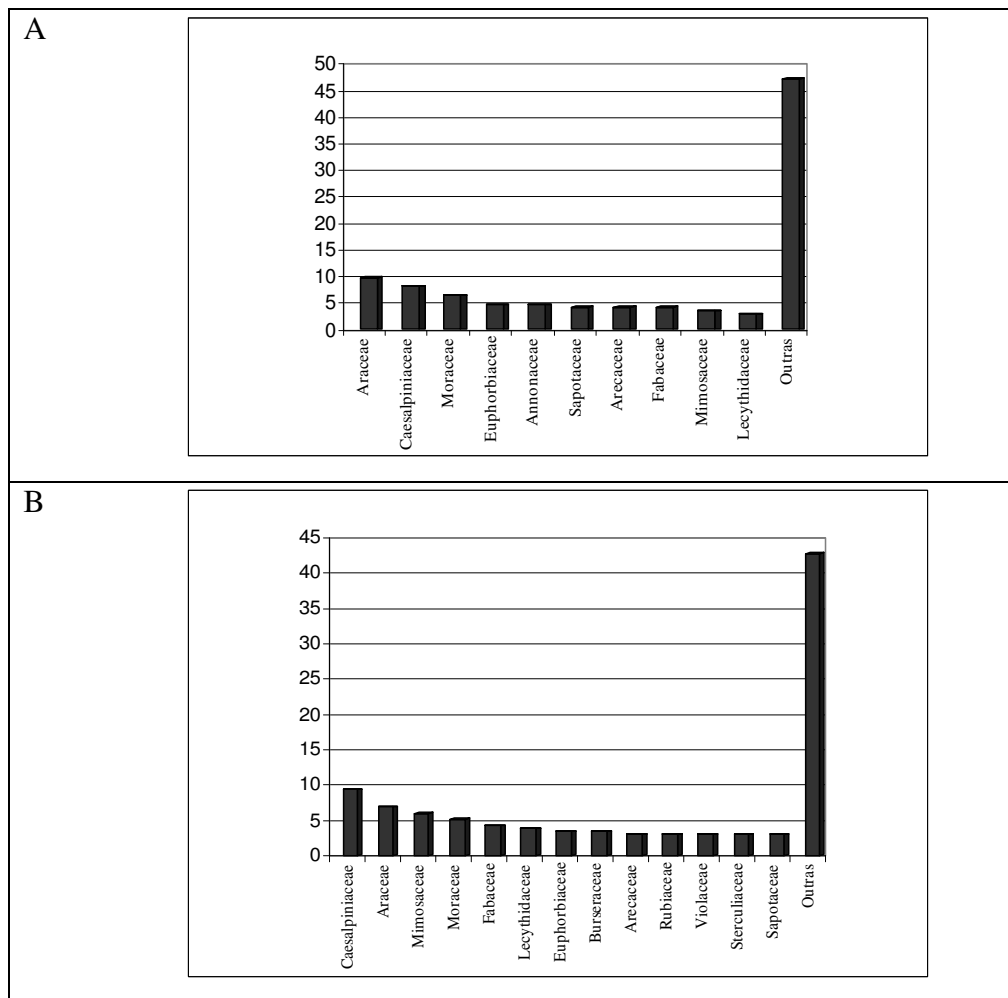 A
50
45
40
35
30
25
20
15
10
5
0
Araceae
Caesalpiniaceae
Moraceae
Euphorbiaceae
Annonaceae
Sapotaceae
Arecaceae
Fabaceae
Mimosaceae
Lecythidaceae
Outras
B
45
40
35
30
25
20
15
10
5
0
Caesalpiniaceae
Araceae
Mimosaceae
Moraceae
Fabaceae
Lecythidaceae
Euphorbiaceae
Burseraceae
Arecaceae
Rubiaceae
Violaceae
Sterculiaceae
Sapotaceae
Outras